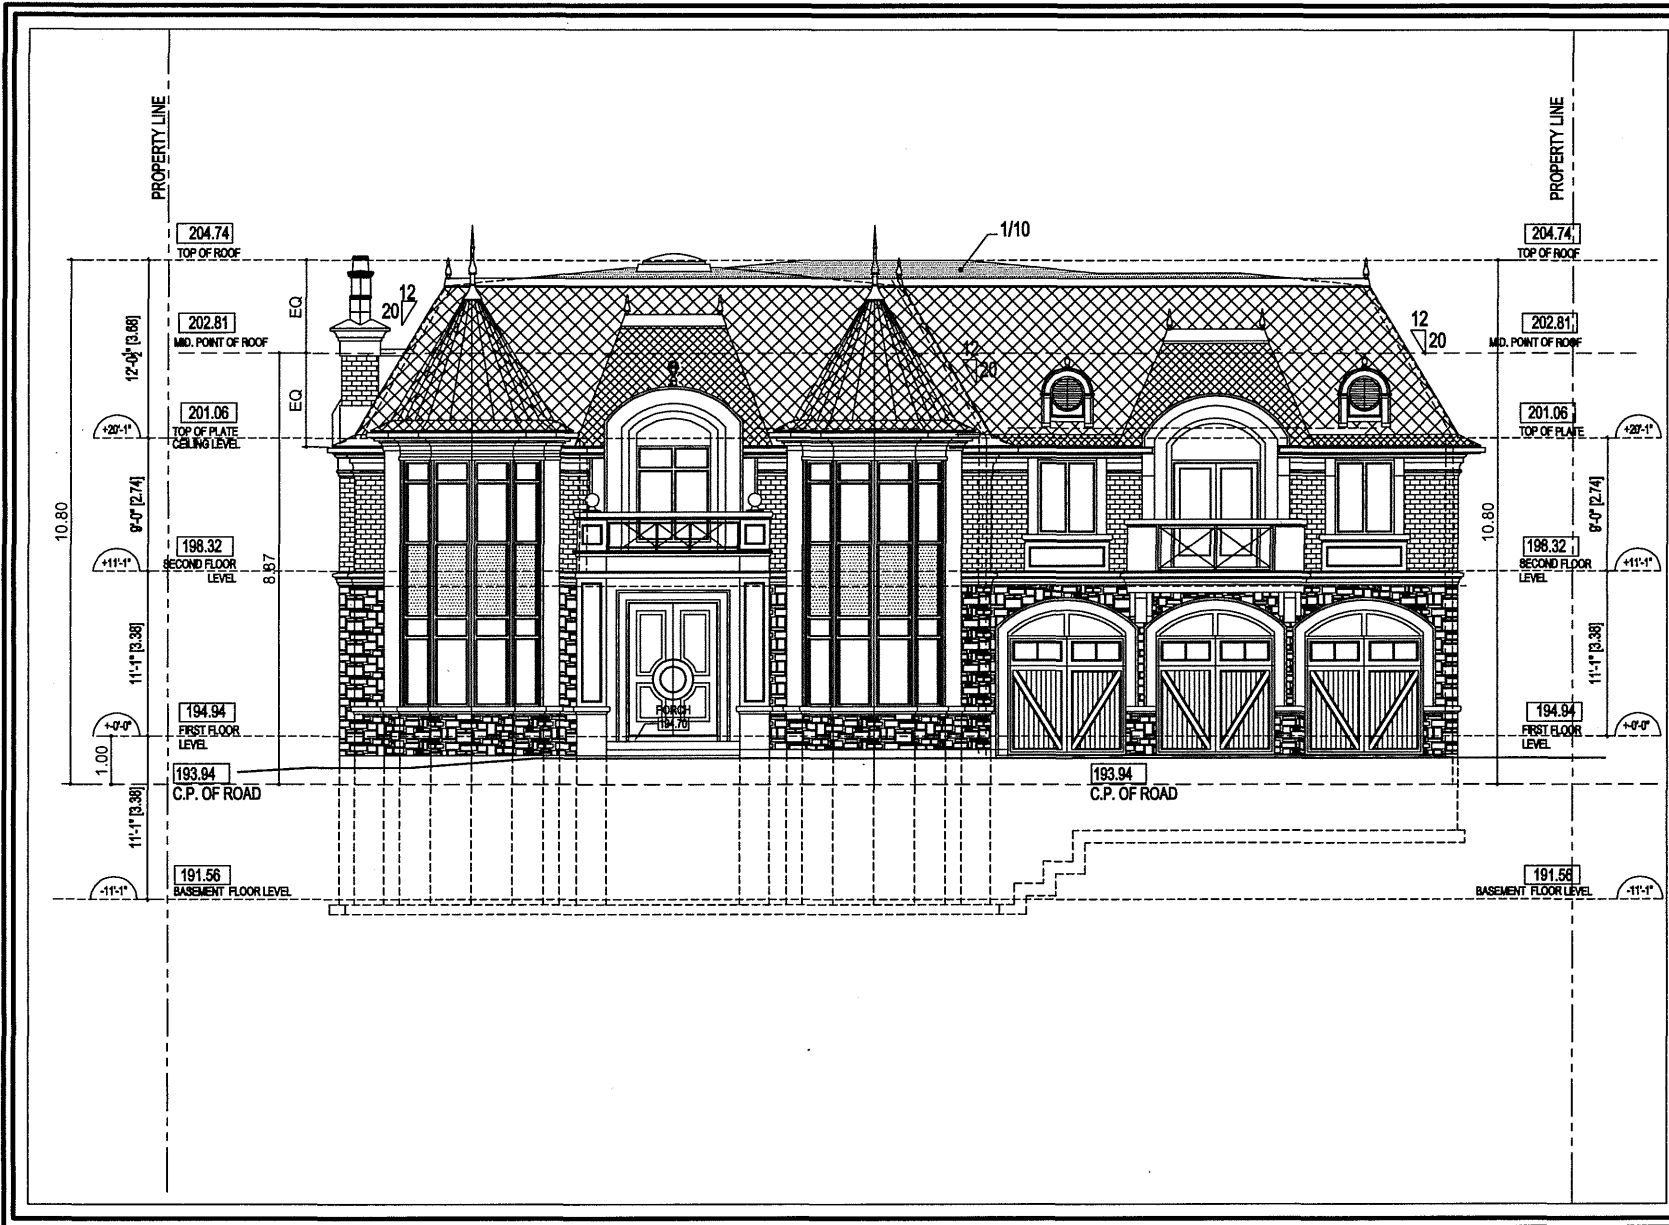 PROPERTY LINE
PROPERTY LINE
204.74
TOP OF ROOF
1/10
204.74
TOP OF ROOF
12
20
EQ
12
20
202.81
MID. POINT OF ROOF
202.81
MID. POINT OF ROOF
12
20
EQ
201.06
TOP OF PLATE
CEILING LEVEL
+20'-1"
201.06
TOP OF PLATE
+20'-1"
10.80
9'-0" [2.74]
10.80
9'-0" [2.74]
198.32
SECOND FLOOR
LEVEL
+11'-1"
8.87
198.32
SECOND FLOOR
LEVEL
+11'-1"
11'-1" [3.38]
11'-1" [3.38]
194.94
FIRST FLOOR
LEVEL
+-0'-0"
PORCH
194.70
194.94
FIRST FLOOR
LEVEL
+-0'-0"
1.00
193.94
C.P. OF ROAD
193.94
C.P. OF ROAD
11'-1" [3.38]
191.56
BASEMENT FLOOR LEVEL
-11'-1"
191.56
BASEMENT FLOOR LEVEL
-11'-1"